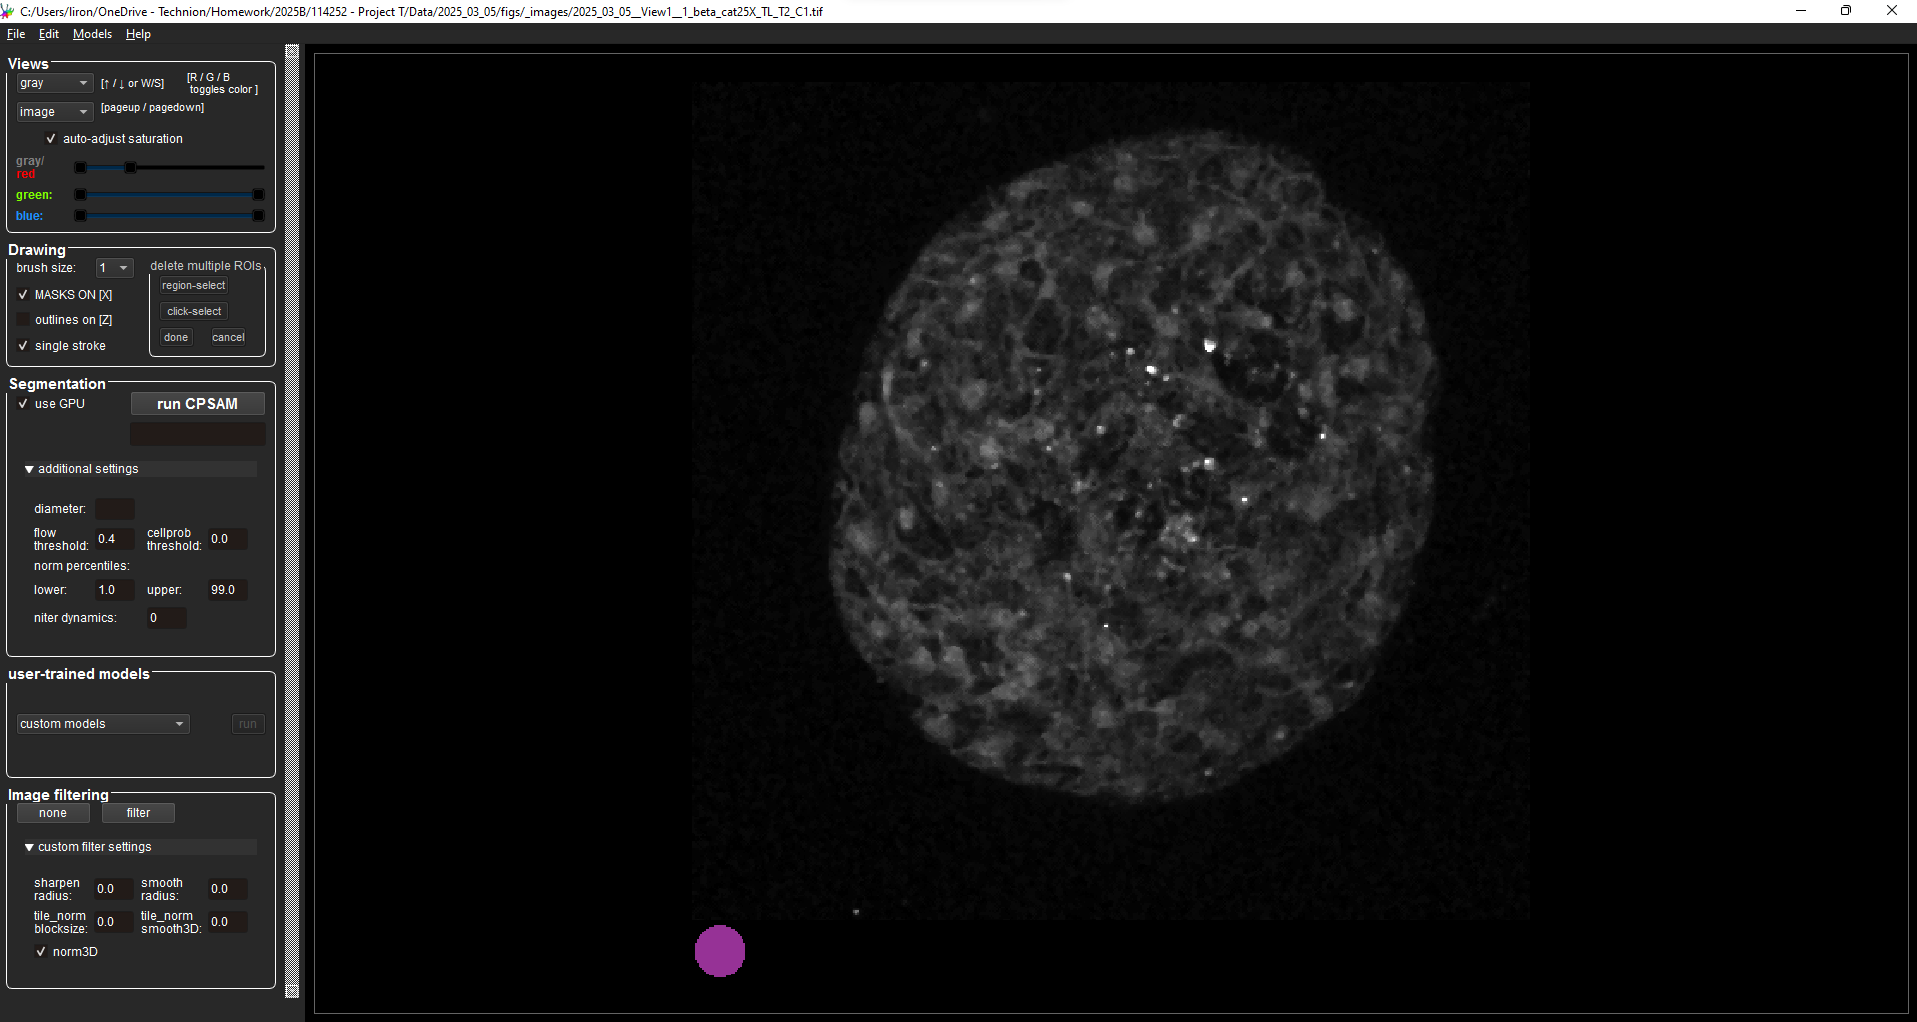 C:/Users/liron/OneDrive - Technion/Homework/2025B/114252 - Project T/Data/2025_03_05/figs/_images/2025_03_05__View1__1_beta_cat25X_TL_T2_C1.tif
File Edit Models Help
Views
gray [↑ / ↓ or W/S] [R / G / B
toggles color ]
image [pageup / pagedown]
auto-adjust saturation
gray/
red
green:
blue:
Drawing
brush size: 1 delete multiple ROIs
region-select
MASKS ON [X]
click-select
outlines on [Z]
done cancel
single stroke
Segmentation
use GPU run CPSAM
additional settings
diameter:
flow
threshold: 0.4 cellprob
threshold: 0.0
norm percentiles:
lower: 1.0 upper: 99.0
niter dynamics: 0
user-trained models
custom models run
Image filtering
none filter
custom filter settings
sharpen
radius: 0.0 smooth
radius: 0.0
tile_norm
blocksize: 0.0 tile_norm
smooth3D: 0.0
norm3D